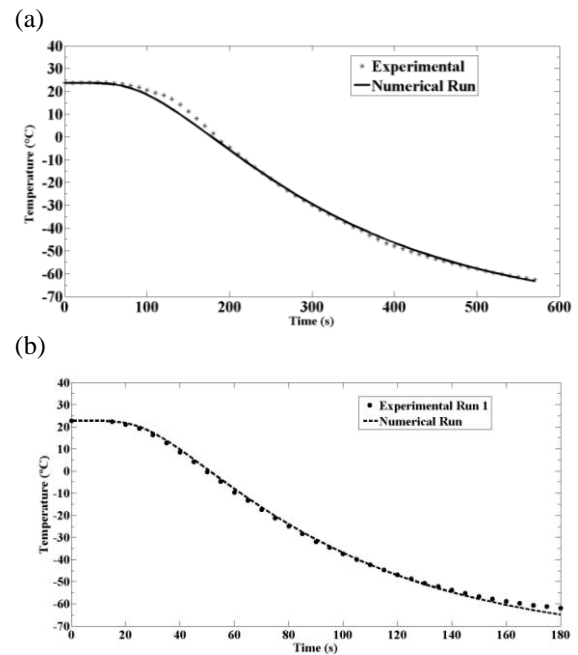 (a)
40
30
20
10
0
-10
-20
-30
-40
-50
-60
-70
Temperature (°C)
Experimental
Numerical Run
0 100 200 300 400 500 600
Time (s)
(b)
40
30
20
10
0
-10
-20
-30
-40
-50
-60
-70
Temperature (°C)
Experimental Run 1
Numerical Run
0 20 40 60 80 100 120 140 160 180
Time (s)